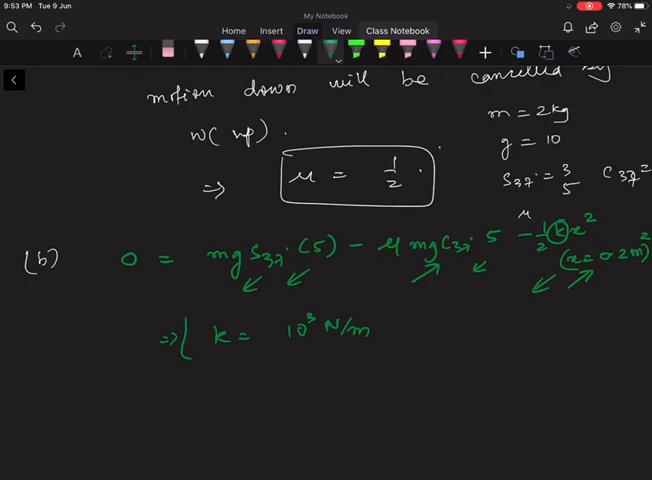 9:53 PM Tue 9 Jun
78%
My Notebook
Home Insert Draw View Class Notebook
A
motion down will be cancelled by
w(up).
m = 2kg
g = 10
S37° = 3/5 C37°=
⇒ μ = 1/2.
μ
(b) 0 = mg S37° (5) − μ mg C37° 5 − 1/2 k x²
(x = 0.2m)²
⇒ k = 10³ N/m